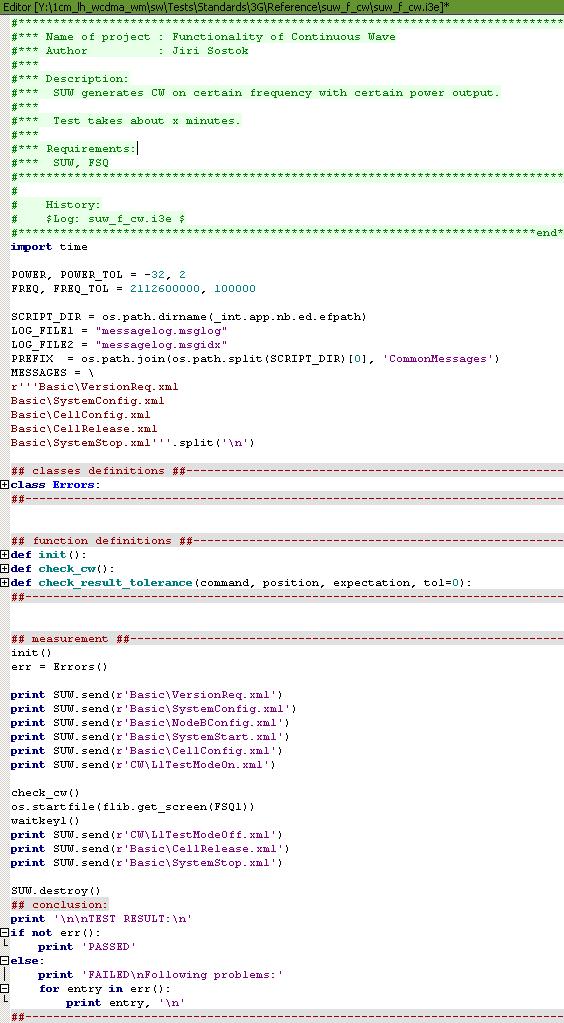 Editor [Y:\1cm_lh_wcdma_wm\sw\Tests\Standards\3G\Reference\suw_f_cw\suw_f_cw.i3e]*
#*******************************************************************************
#*** Name of project : Functionality of Continuous Wave
#*** Author          : Jiri Sostok
#***
#*** Description:
#***  SUW generates CW on certain frequency with certain power output.
#***
#***  Test takes about x minutes.
#***
#*** Requirements:
#***  SUW, FSQ
#*******************************************************************************
#
#    History:
#    $Log: suw_f_cw.i3e $
#***************************************************************************end*
import time

POWER, POWER_TOL = -32, 2
FREQ, FREQ_TOL = 2112600000, 100000

SCRIPT_DIR = os.path.dirname(_int.app.nb.ed.efpath)
LOG_FILE1 = "messagelog.msglog"
LOG_FILE2 = "messagelog.msgidx"
PREFIX  = os.path.join(os.path.split(SCRIPT_DIR)[0], 'CommonMessages')
MESSAGES = \
r'''Basic\VersionReq.xml
Basic\SystemConfig.xml
Basic\CellConfig.xml
Basic\CellRelease.xml
Basic\SystemStop.xml'''.split('\n')

## classes definitions ##------------------------------------------------------
class Errors:
##-----------------------------------------------------------------------------

## function definitions ##-----------------------------------------------------
def init():
def check_cw():
def check_result_tolerance(command, position, expectation, tol=0):
##-----------------------------------------------------------------------------

## measurement ##--------------------------------------------------------------
init()
err = Errors()

print SUW.send(r'Basic\VersionReq.xml')
print SUW.send(r'Basic\SystemConfig.xml')
print SUW.send(r'Basic\NodeBConfig.xml')
print SUW.send(r'Basic\SystemStart.xml')
print SUW.send(r'Basic\CellConfig.xml')
print SUW.send(r'CW\L1TestModeOn.xml')

check_cw()
os.startfile(flib.get_screen(FSQ1))
waitkey1()
print SUW.send(r'CW\L1TestModeOff.xml')
print SUW.send(r'Basic\CellRelease.xml')
print SUW.send(r'Basic\SystemStop.xml')

SUW.destroy()
## conclusion:
print '\n\nTEST RESULT:\n'
if not err():
    print 'PASSED'
else:
    print 'FAILED\nFollowing problems:'
    for entry in err():
        print entry, '\n'
##-----------------------------------------------------------------------------